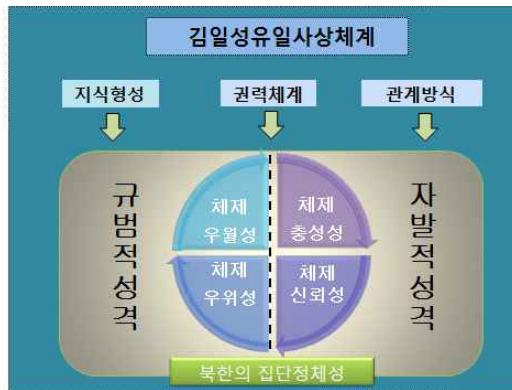 김일성유일사상체계
지식형성 권력체계 관계방식
규범적성격
체제
우월성
체제
충성성
체제
우위성
체제
신뢰성
자발적성격
북한의 집단정체성